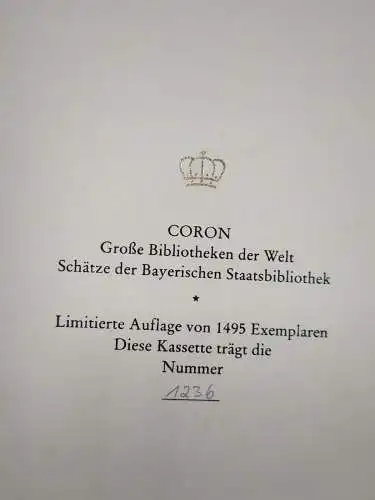 CORON
Große Bibliotheken der Welt
Schätze der Bayerischen Staatsbibliothek
★
Limitierte Auflage von 1495 Exemplaren
Diese Kassette trägt die
Nummer
1236